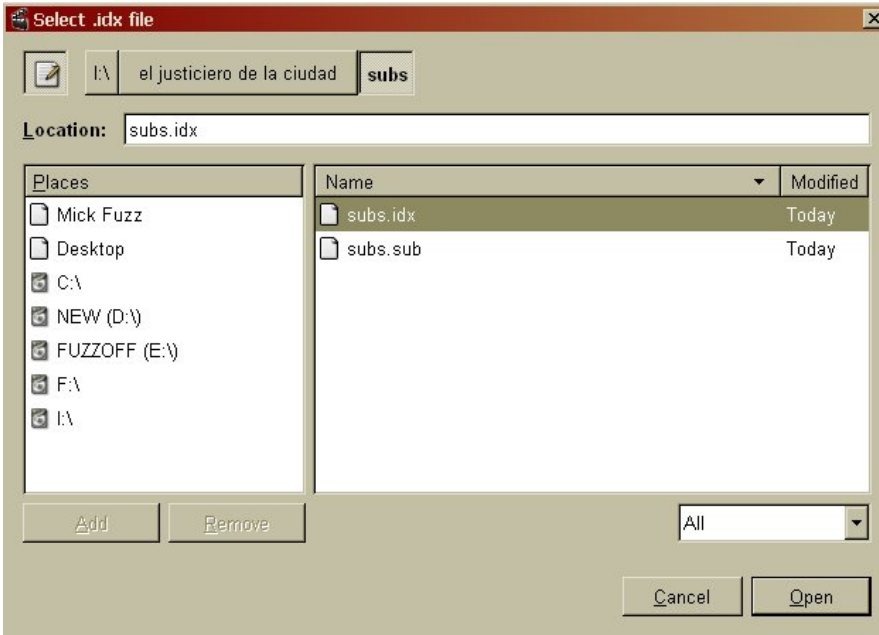 Select .idx file
I:\ el justiciero de la ciudad subs
Location: subs.idx
Places
Mick Fuzz
Desktop
C:\
NEW (D:\)
FUZZOFF (E:\)
F:\
I:\
Name Modified
subs.idx Today
subs.sub Today
Add Remove
All
Cancel Open